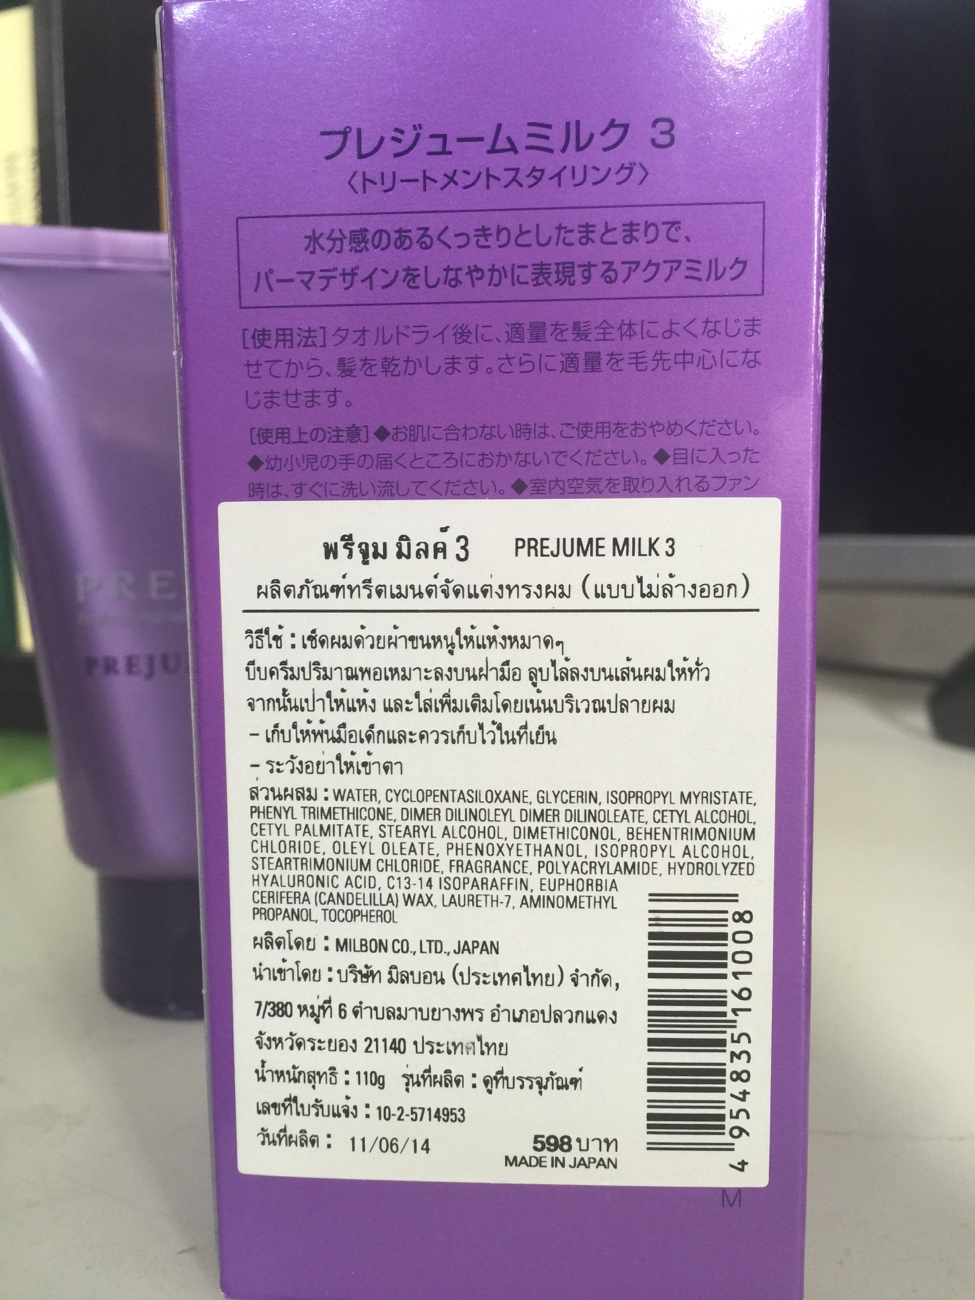 プレジュームミルク 3
〈トリートメントスタイリング〉
水分感のあるくっきりとしたまとまりで、
パーマデザインをしなやかに表現するアクアミルク
[使用法]タオルドライ後に、適量を髪全体によくなじま
せてから、髪を乾かします。さらに適量を毛先中心にな
じませます。
[使用上の注意]◆お肌に合わない時は、ご使用をおやめください。
◆幼小児の手の届くところにおかないでください。◆目に入った
時は、すぐに洗い流してください。◆室内空気を取り入れるファン
พรีจูม มิลค์ 3 PREJUME MILK 3
ผลิตภัณฑ์ทรีตเมนต์จัดแต่งทรงผม (แบบไม่ล้างออก)
วิธีใช้ : เช็ดผมด้วยผ้าขนหนูให้แห้งหมาดๆ
บีบครีมปริมาณพอเหมาะลงบนฝ่ามือ ลูบไล้ลงบนเส้นผมให้ทั่ว
จากนั้นเป่าให้แห้ง และใส่เพิ่มเติมโดยเน้นบริเวณปลายผม
- เก็บให้พ้นมือเด็กและควรเก็บไว้ในที่เย็น
- ระวังอย่าให้เข้าตา
ส่วนผสม : WATER, CYCLOPENTASILOXANE, GLYCERIN, ISOPROPYL MYRISTATE,
PHENYL TRIMETHICONE, DIMER DILINOLEYL DIMER DILINOLEATE, CETYL ALCOHOL,
CETYL PALMITATE, STEARYL ALCOHOL, DIMETHICONOL, BEHENTRIMONIUM
CHLORIDE, OLEYL OLEATE, PHENOXYETHANOL, ISOPROPYL ALCOHOL,
STEARTRIMONIUM CHLORIDE, FRAGRANCE, POLYACRYLAMIDE, HYDROLYZED
HYALURONIC ACID, C13-14 ISOPARAFFIN, EUPHORBIA
CERIFERA (CANDELILLA) WAX, LAURETH-7, AMINOMETHYL
PROPANOL, TOCOPHEROL
ผลิตโดย : MILBON CO., LTD., JAPAN
นำเข้าโดย : บริษัท มิลบอน (ประเทศไทย) จำกัด,
7/380 หมู่ที่ 6 ตำบลมาบยางพร อำเภอปลวกแดง
จังหวัดระยอง 21140 ประเทศไทย
น้ำหนักสุทธิ : 110g รุ่นที่ผลิต : ดูที่บรรจุภัณฑ์
เลขที่ใบรับแจ้ง : 10-2-5714953
วันที่ผลิต : 11/06/14
598 บาท
MADE IN JAPAN
4 954835 161008
M
PRE
PREJU